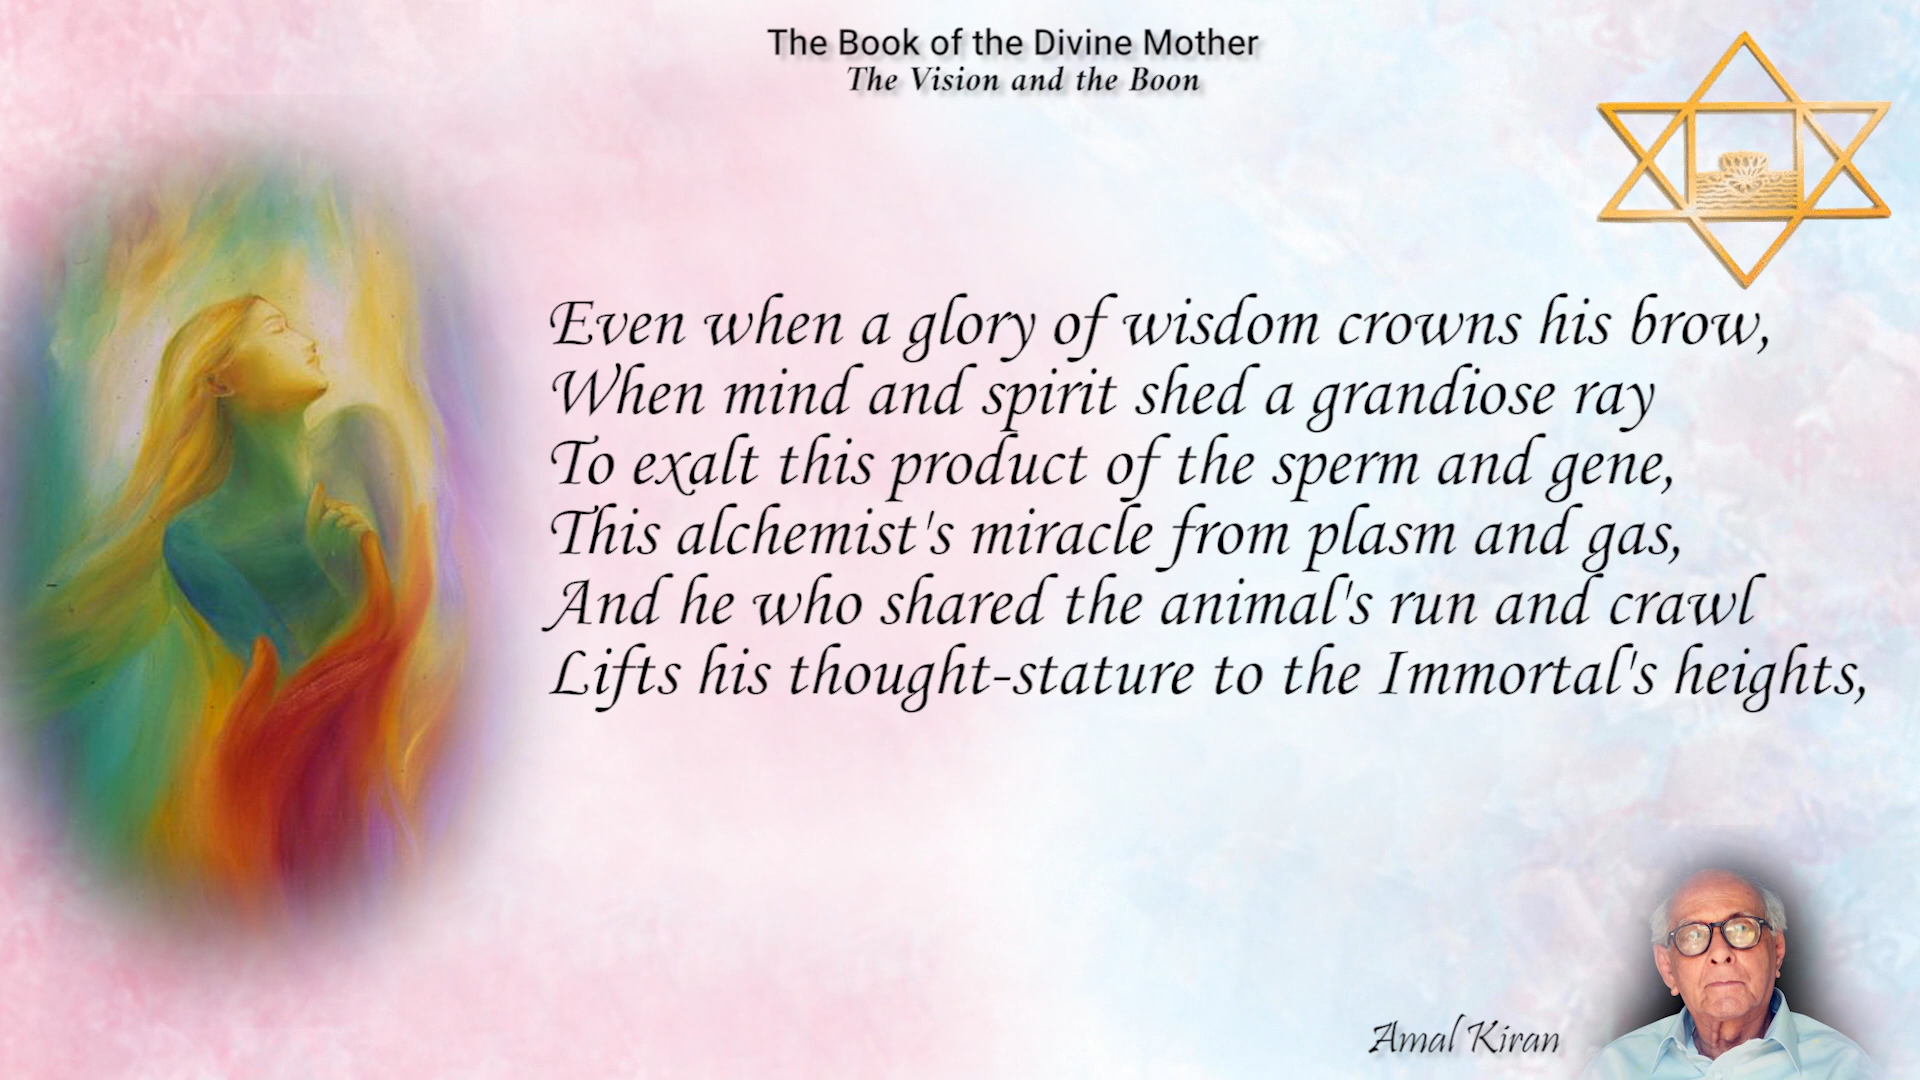 The Book of the Divine Mother
The Vision and the Boon
Even when a glory of wisdom crowns his brow,
When mind and spirit shed a grandiose ray
To exalt this product of the sperm and gene,
This alchemist's miracle from plasm and gas,
And he who shared the animal's run and crawl
Lifts his thought-stature to the Immortal's heights,
Amal Kiran